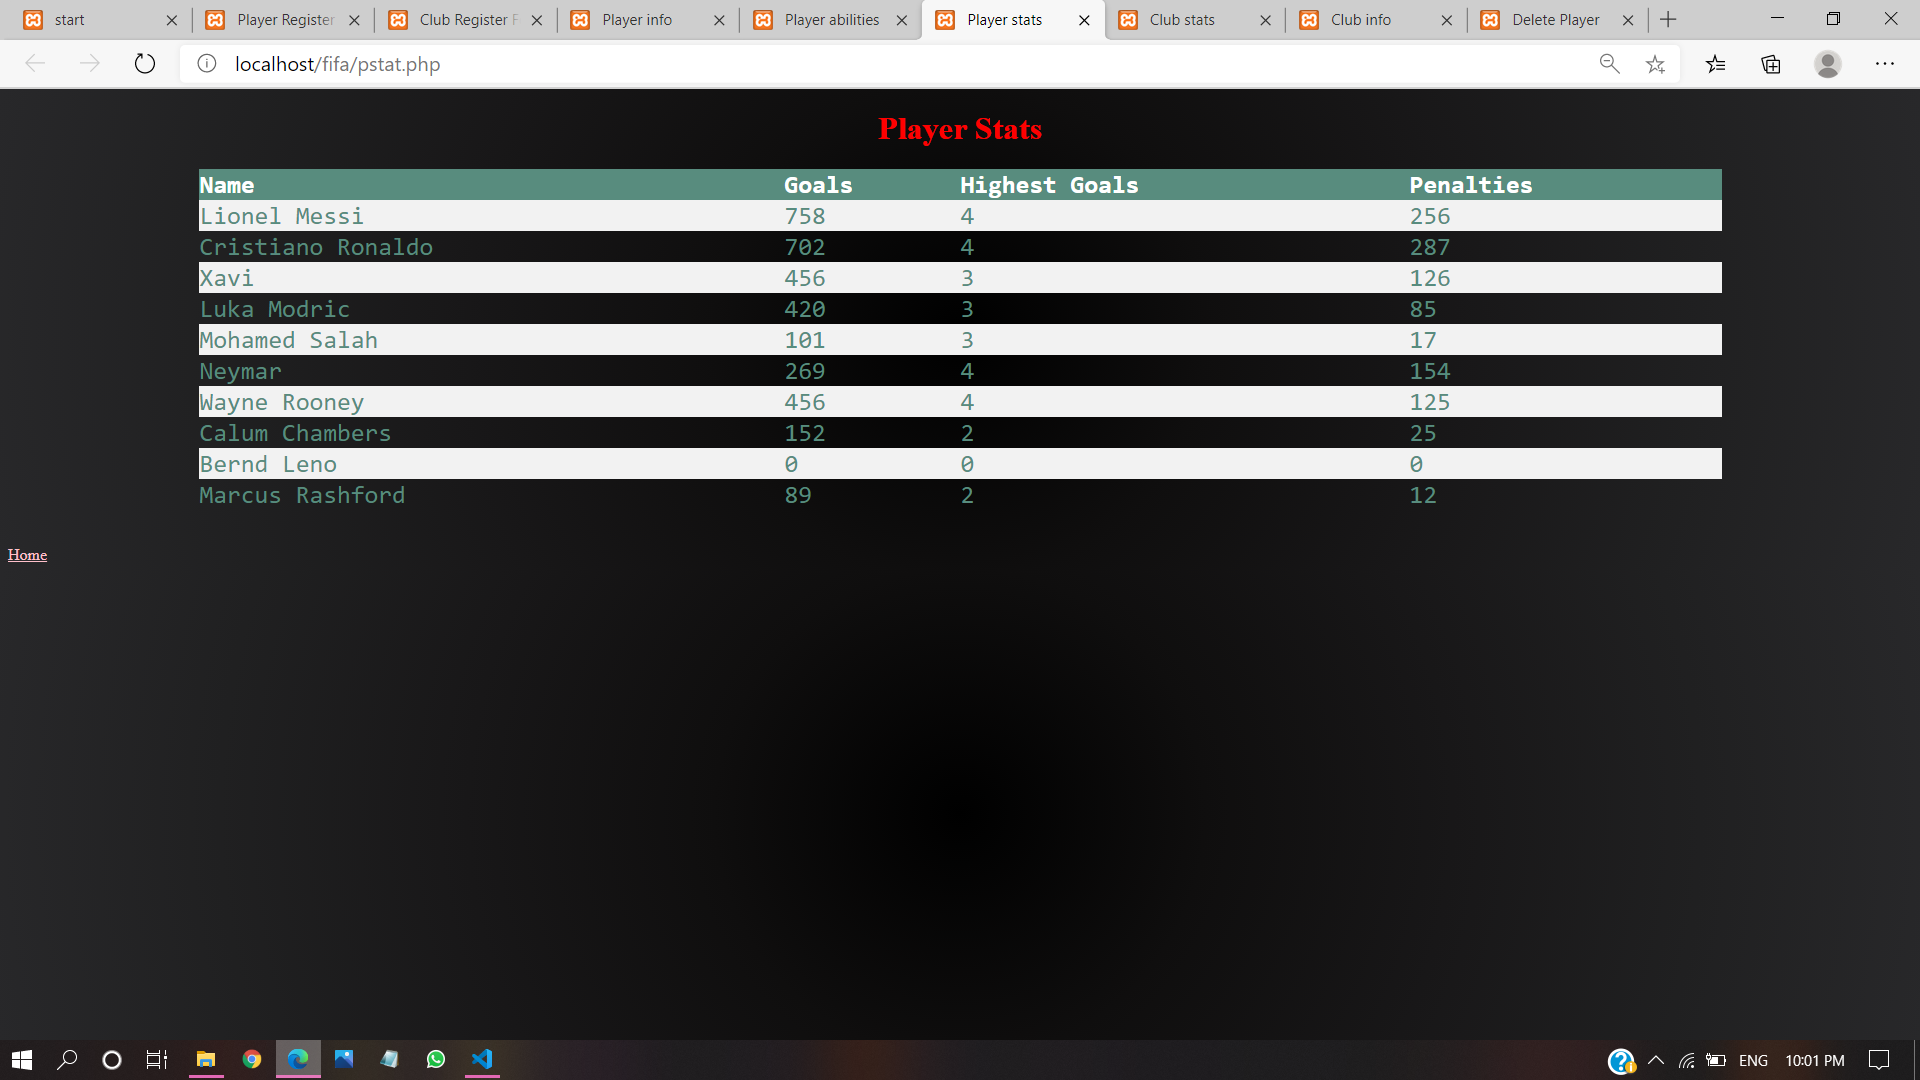 start Player Register Club Register F Player info Player abilities Player stats Club stats Club info Delete Player
localhost/fifa/pstat.php
Player Stats
Name Goals Highest Goals Penalties
Lionel Messi 758 4 256
Cristiano Ronaldo 702 4 287
Xavi 456 3 126
Luka Modric 420 3 85
Mohamed Salah 101 3 17
Neymar 269 4 154
Wayne Rooney 456 4 125
Calum Chambers 152 2 25
Bernd Leno 0 0 0
Marcus Rashford 89 2 12
Home
ENG 10:01 PM